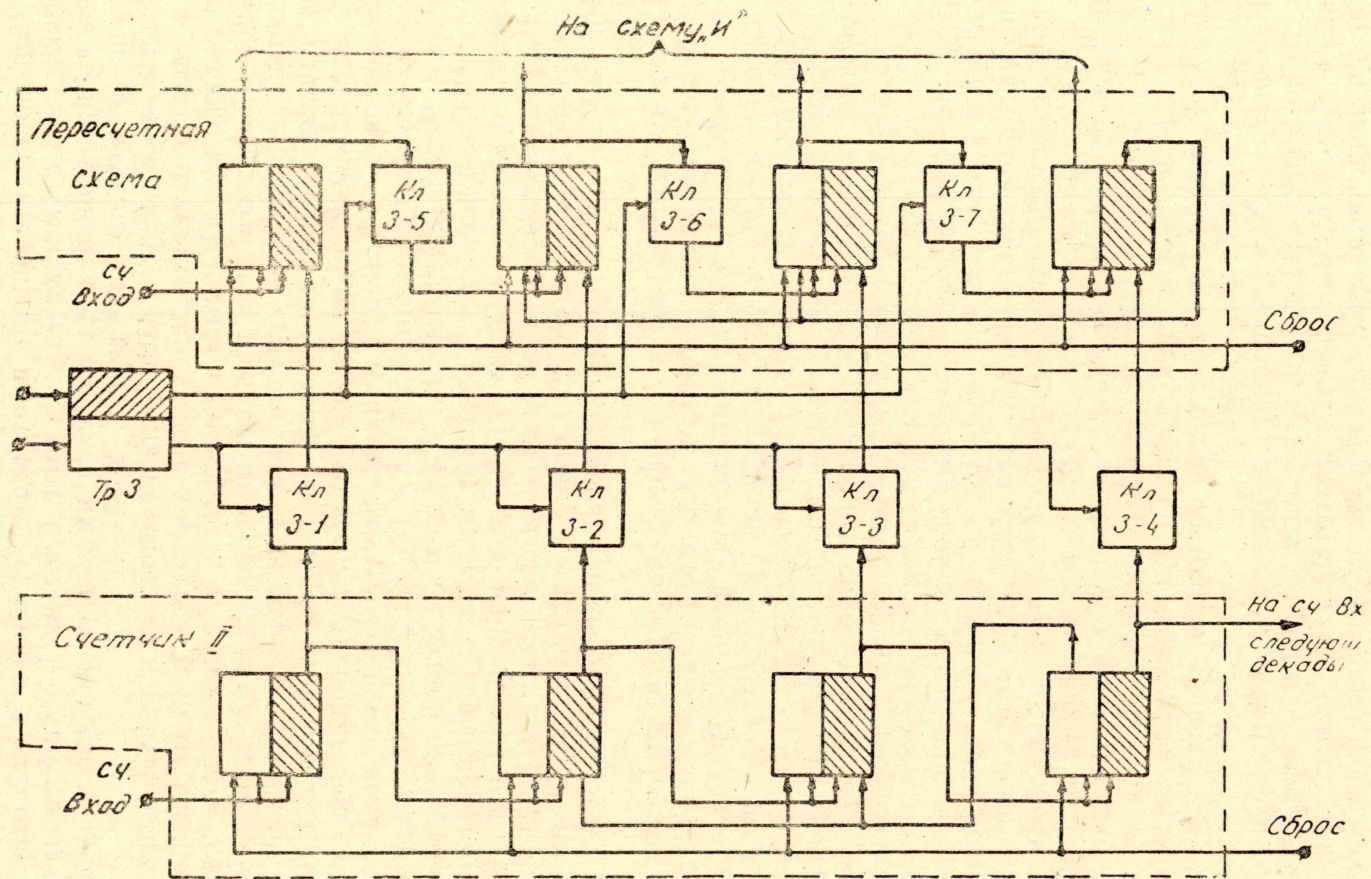 На схему „И"
Пересчетная
схема
Кл
3-5
Кл
3-6
Кл
3-7
сч
Вход
Сброс
Тр 3
Кл
3-1
Кл
3-2
Кл
3-3
Кл
3-4
Счетчик II
на сч Вх
следующ
декады
сч.
Вход
Сброс